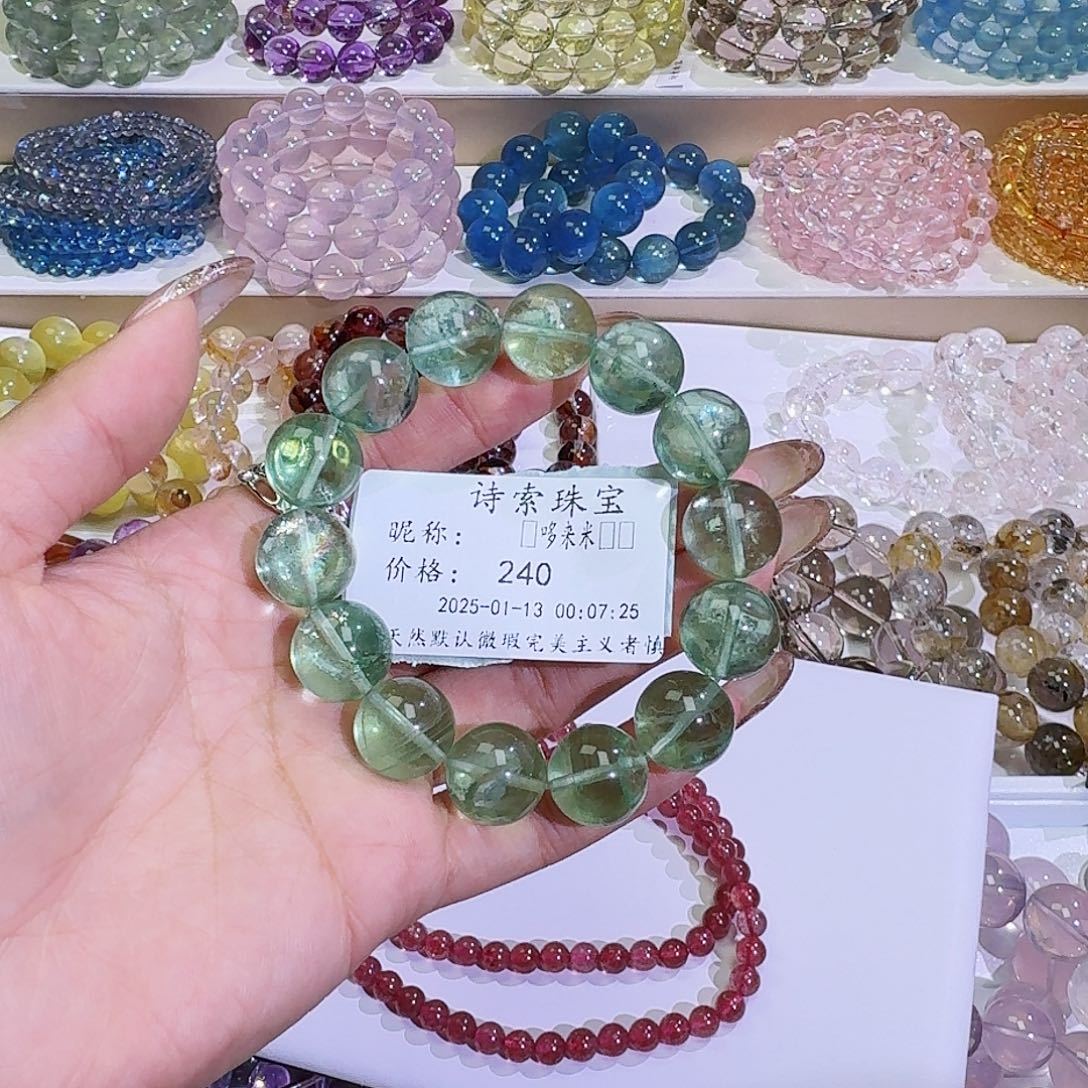 诗索珠宝
昵称： □哆来米□□
价格： 240
2025-01-13 00:07:25
天然默认微瑕完美主义者慎